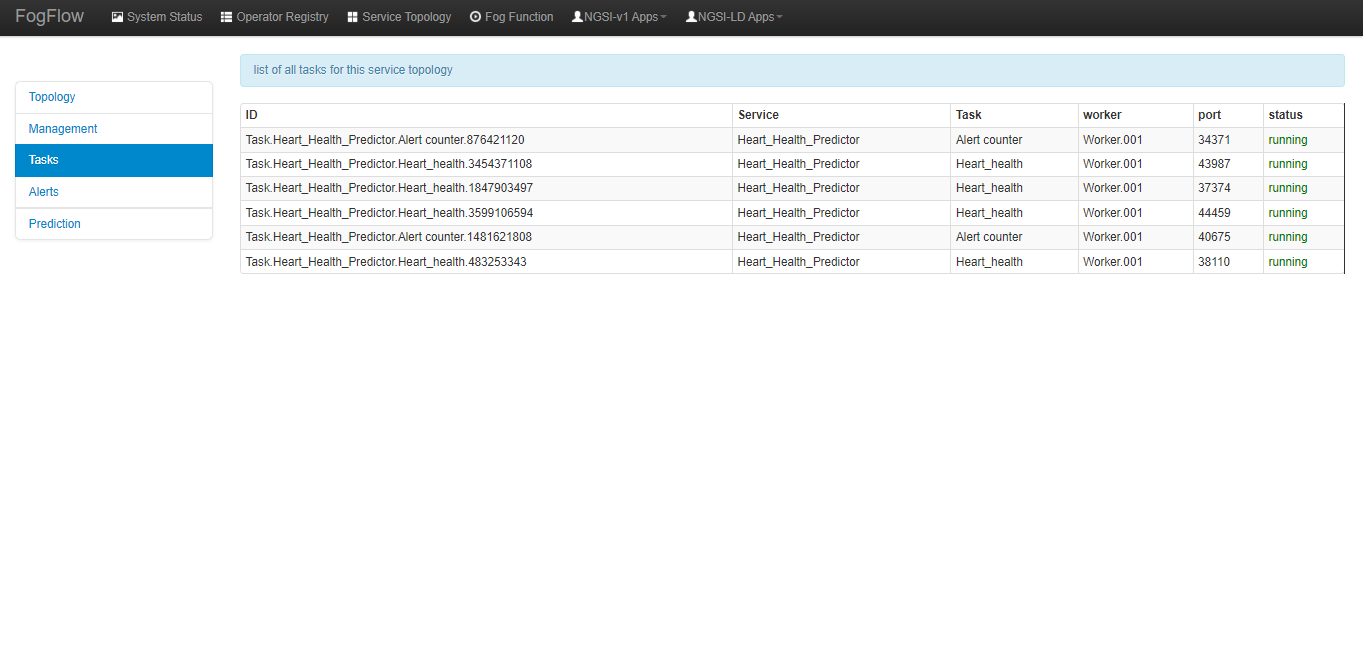 FogFlow System Status Operator Registry Service Topology Fog Function NGSI-v1 Apps NGSI-LD Apps
list of all tasks for this service topology
Topology
Management
Tasks
Alerts
Prediction
ID Service Task worker port status
Task.Heart_Health_Predictor.Alert counter.876421120 Heart_Health_Predictor Alert counter Worker.001 34371 running
Task.Heart_Health_Predictor.Heart_health.3454371108 Heart_Health_Predictor Heart_health Worker.001 43987 running
Task.Heart_Health_Predictor.Heart_health.1847903497 Heart_Health_Predictor Heart_health Worker.001 37374 running
Task.Heart_Health_Predictor.Heart_health.3599106594 Heart_Health_Predictor Heart_health Worker.001 44459 running
Task.Heart_Health_Predictor.Alert counter.1481621808 Heart_Health_Predictor Alert counter Worker.001 40675 running
Task.Heart_Health_Predictor.Heart_health.483253343 Heart_Health_Predictor Heart_health Worker.001 38110 running